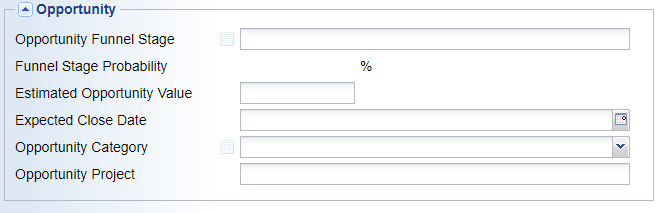 Opportunity
Opportunity Funnel Stage
Funnel Stage Probability %
Estimated Opportunity Value
Expected Close Date
Opportunity Category
Opportunity Project